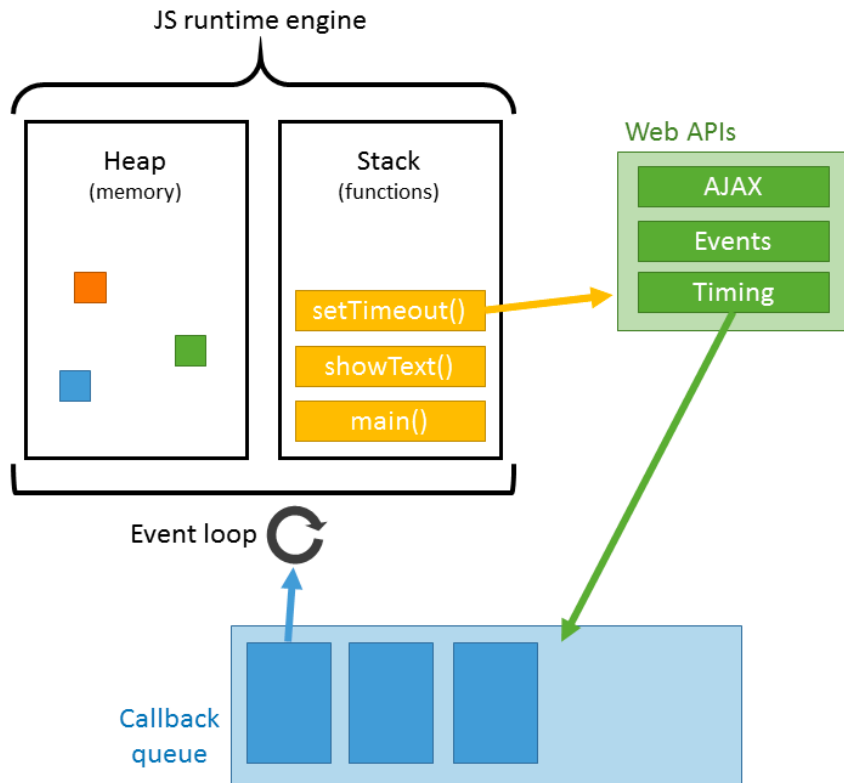 JS runtime engine
Heap
(memory)
Stack
(functions)
setTimeout()
showText()
main()
Web APIs
AJAX
Events
Timing
Event loop
Callback
queue